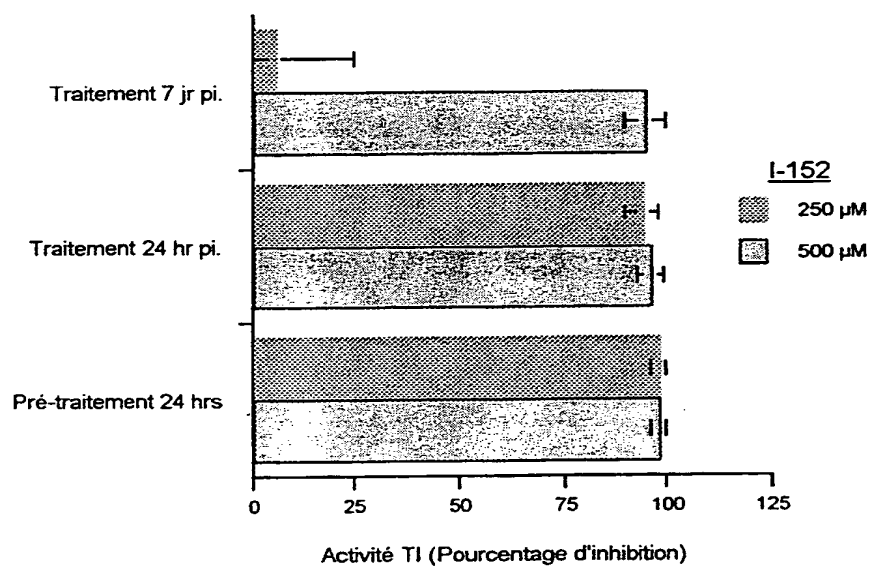 Traitement 7 jr pi.
Traitement 24 hr pi.
Pré-traitement 24 hrs
I-152
250 µM
500 µM
0 25 50 75 100 125
Activité TI (Pourcentage d'inhibition)